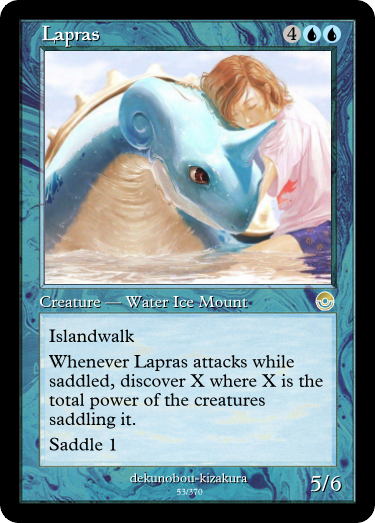 Lapras 4
Creature — Water Ice Mount
Islandwalk
Whenever Lapras attacks while
saddled, discover X where X is the
total power of the creatures
saddling it.
Saddle 1
dekunobou-kizakura
53/370
5/6